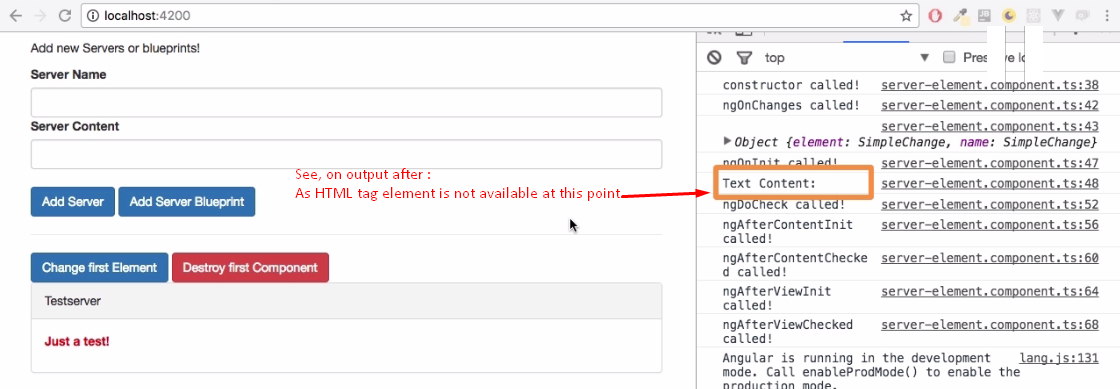 localhost:4200
top
Add new Servers or blueprints!
Server Name
Server Content
Add Server
Add Server Blueprint
See, on output after :
As HTML tag element is not available at this point.
Change first Element
Destroy first Component
Testserver
Just a test!
constructor called! server-element.component.ts:38
ngOnChanges called! server-element.component.ts:42
server-element.component.ts:43
Object {element: SimpleChange, name: SimpleChange}
ngOnInit called! server-element.component.ts:47
Text Content: server-element.component.ts:48
ngDoCheck called! server-element.component.ts:52
ngAfterContentInit server-element.component.ts:56
called!
ngAfterContentChecke server-element.component.ts:60
d called!
ngAfterViewInit server-element.component.ts:64
called!
ngAfterViewChecked server-element.component.ts:68
called!
Angular is running in the development lang.js:131
mode. Call enableProdMode() to enable the
production mode.